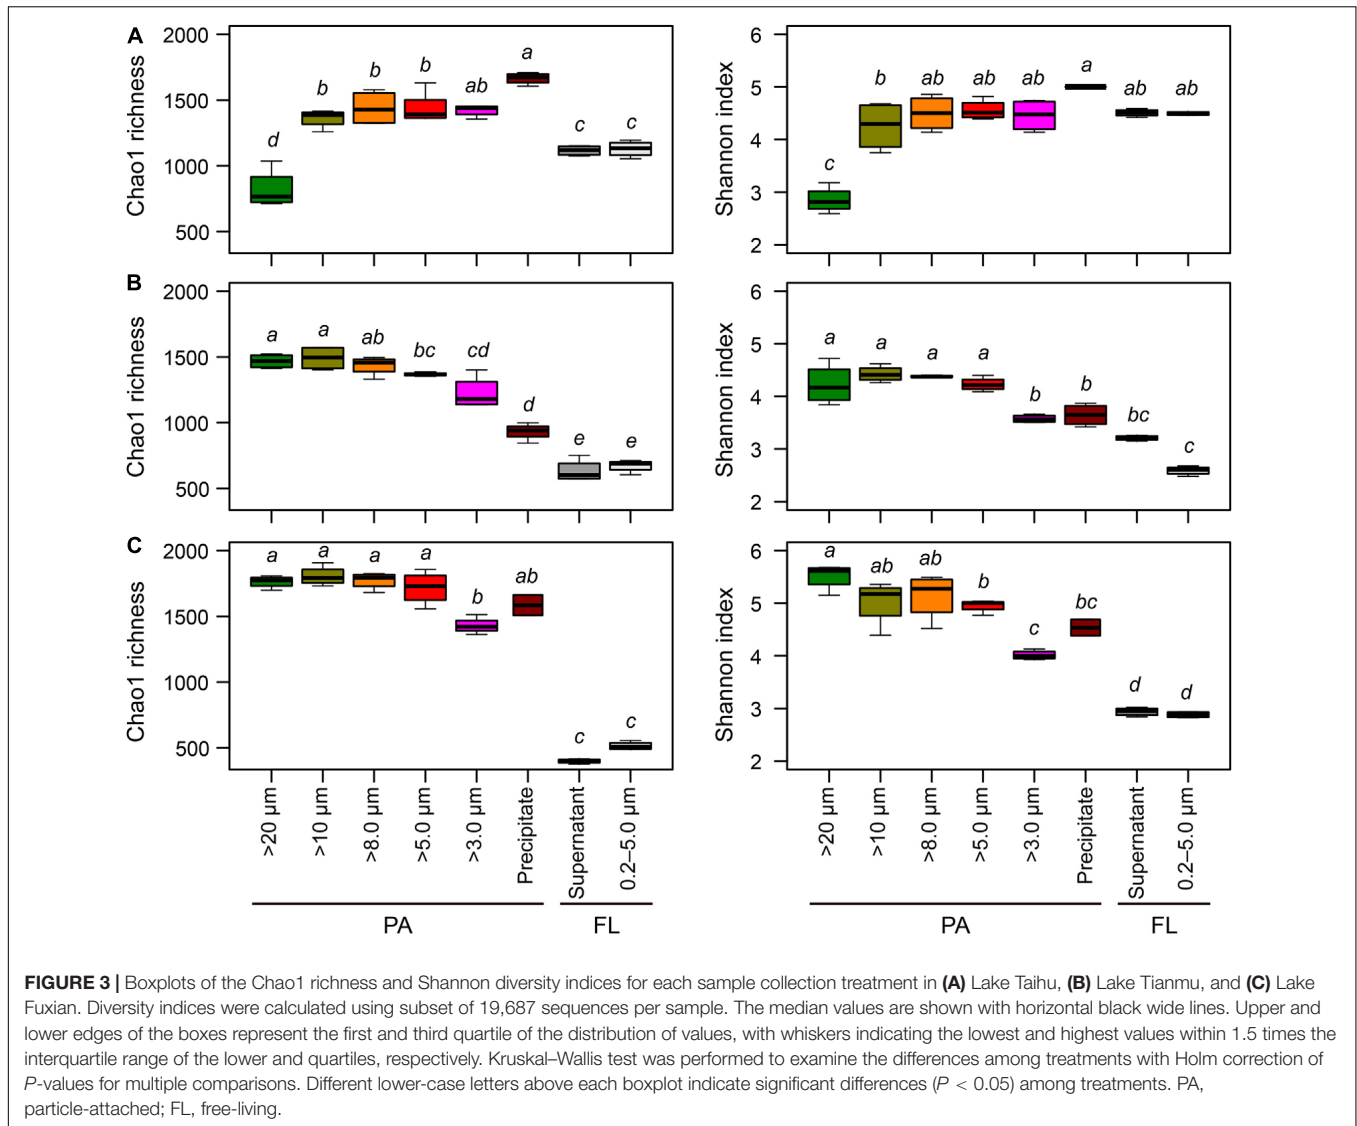 A
2000
1500
1000
500
Chao1 richness
d
b
b
b
ab
a
c
c
6
5
4
3
2
Shannon index
c
b
ab
ab
ab
a
ab
ab
B
2000
1500
1000
500
Chao1 richness
a
a
ab
bc
cd
d
e
e
6
5
4
3
2
Shannon index
a
a
a
a
b
b
bc
c
C
2000
1500
1000
500
Chao1 richness
a
a
a
a
b
ab
c
c
6
5
4
3
2
Shannon index
a
ab
ab
b
c
bc
d
d
>20 µm
>10 µm
>8.0 µm
>5.0 µm
>3.0 µm
Precipitate
Supernatant
0.2–5.0 µm
PA
FL
>20 µm
>10 µm
>8.0 µm
>5.0 µm
>3.0 µm
Precipitate
Supernatant
0.2–5.0 µm
PA
FL
FIGURE 3 | Boxplots of the Chao1 richness and Shannon diversity indices for each sample collection treatment in (A) Lake Taihu, (B) Lake Tianmu, and (C) Lake
Fuxian. Diversity indices were calculated using subset of 19,687 sequences per sample. The median values are shown with horizontal black wide lines. Upper and
lower edges of the boxes represent the first and third quartile of the distribution of values, with whiskers indicating the lowest and highest values within 1.5 times the
interquartile range of the lower and quartiles, respectively. Kruskal–Wallis test was performed to examine the differences among treatments with Holm correction of
P-values for multiple comparisons. Different lower-case letters above each boxplot indicate significant differences (P < 0.05) among treatments. PA,
particle-attached; FL, free-living.